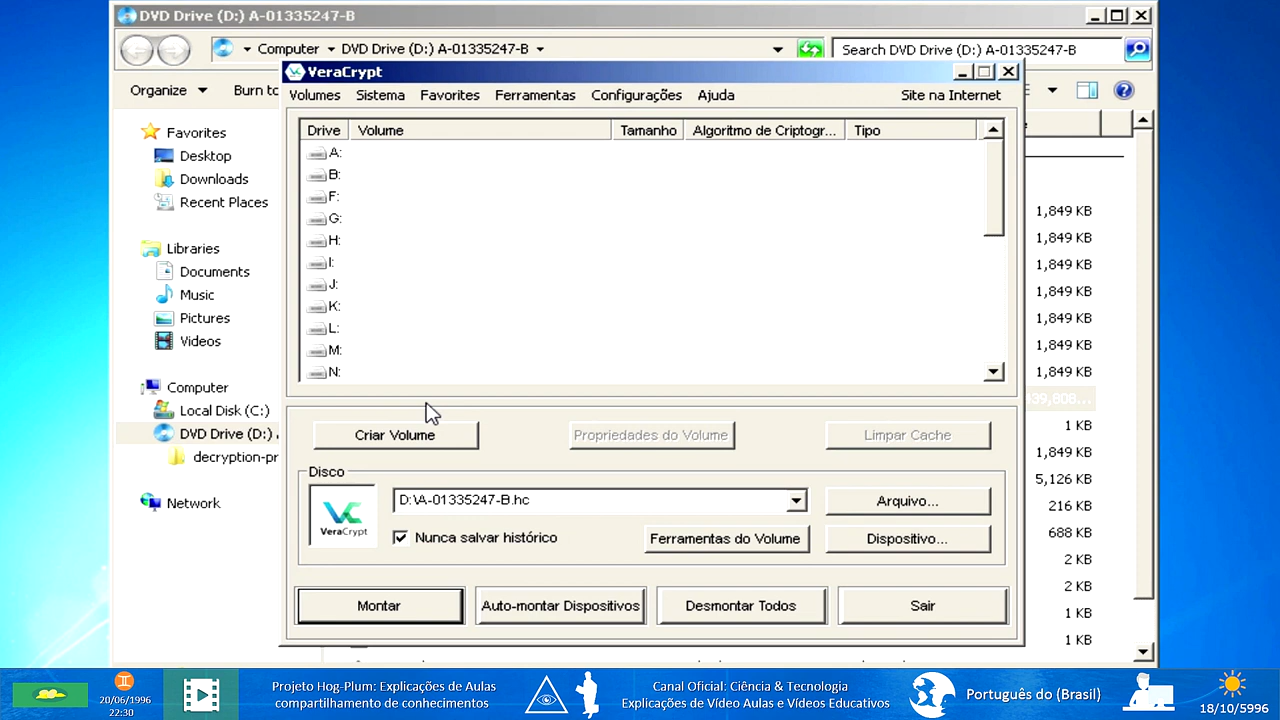 DVD Drive (D:) A-01335247-B
Computer DVD Drive (D:) A-01335247-B
Search DVD Drive (D:) A-01335247-B
VeraCrypt
Organize
Burn to
Volumes Sistema Favorites Ferramentas Configurações Ajuda Site na Internet
Drive Volume Tamanho Algoritmo de Criptogr... Tipo
A:
B:
F:
G:
H:
I:
J:
K:
L:
M:
N:
Favorites
Desktop
Downloads
Recent Places
Libraries
Documents
Music
Pictures
Videos
Computer
Local Disk (C:)
DVD Drive (D:)
decryption-pr
Network
1,849 KB
1,849 KB
1,849 KB
1,849 KB
1,849 KB
1,849 KB
1,849 KB
1 KB
1,849 KB
5,126 KB
216 KB
688 KB
2 KB
2 KB
1 KB
1 KB
Criar Volume Propriedades do Volume Limpar Cache
Disco
VeraCrypt
D:\A-01335247-B.hc
Arquivo...
Nunca salvar histórico
Ferramentas do Volume
Dispositivo...
Montar Auto-montar Dispositivos Desmontar Todos Sair
20/06/1996
22:30
Projeto Hog-Plum: Explicações de Aulas
compartilhamento de conhecimentos
Canal Oficial: Ciência & Tecnologia
Explicações de Vídeo Aulas e Vídeos Educativos
Português do (Brasil)
18/10/5996